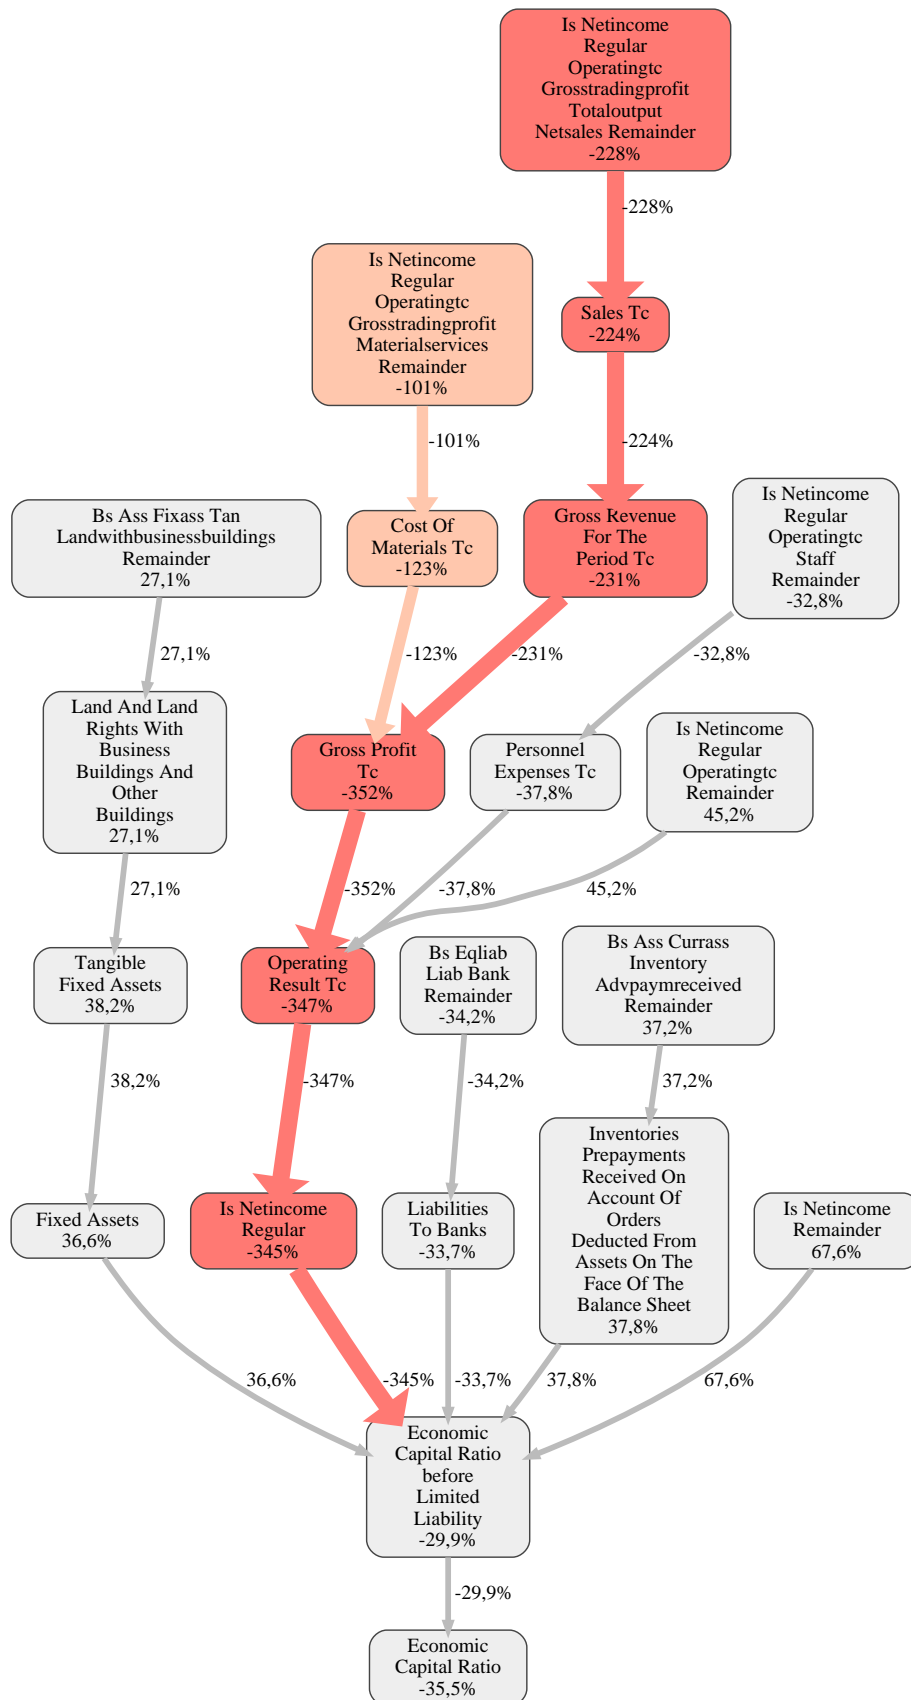 Is Netincome
Regular
Operatingtc
Grosstradingprofit
Totaloutput
Netsales Remainder
-228%
-228%
Is Netincome
Regular
Operatingtc
Grosstradingprofit
Materialservices
Remainder
-101%
Sales Tc
-224%
-101%
-224%
Bs Ass Fixass Tan
Landwithbusinessbuildings
Remainder
27,1%
Cost Of
Materials Tc
-123%
Gross Revenue
For The
Period Tc
-231%
Is Netincome
Regular
Operatingtc
Staff
Remainder
-32,8%
27,1%
-123%
-231%
-32,8%
Land And Land
Rights With
Business
Buildings And
Other
Buildings
27,1%
Gross Profit
Tc
-352%
Personnel
Expenses Tc
-37,8%
Is Netincome
Regular
Operatingtc
Remainder
45,2%
27,1%
-352%
-37,8%
45,2%
Tangible
Fixed Assets
38,2%
Operating
Result Tc
-347%
Bs Eqliab
Liab Bank
Remainder
-34,2%
Bs Ass Currass
Inventory
Advpaymreceived
Remainder
37,2%
38,2%
-347%
-34,2%
37,2%
Fixed Assets
36,6%
Is Netincome
Regular
-345%
Liabilities
To Banks
-33,7%
Inventories
Prepayments
Received On
Account Of
Orders
Deducted From
Assets On The
Face Of The
Balance Sheet
37,8%
Is Netincome
Remainder
67,6%
36,6%
-345%
-33,7%
37,8%
67,6%
Economic
Capital Ratio
before
Limited
Liability
-29,9%
-29,9%
Economic
Capital Ratio
-35,5%